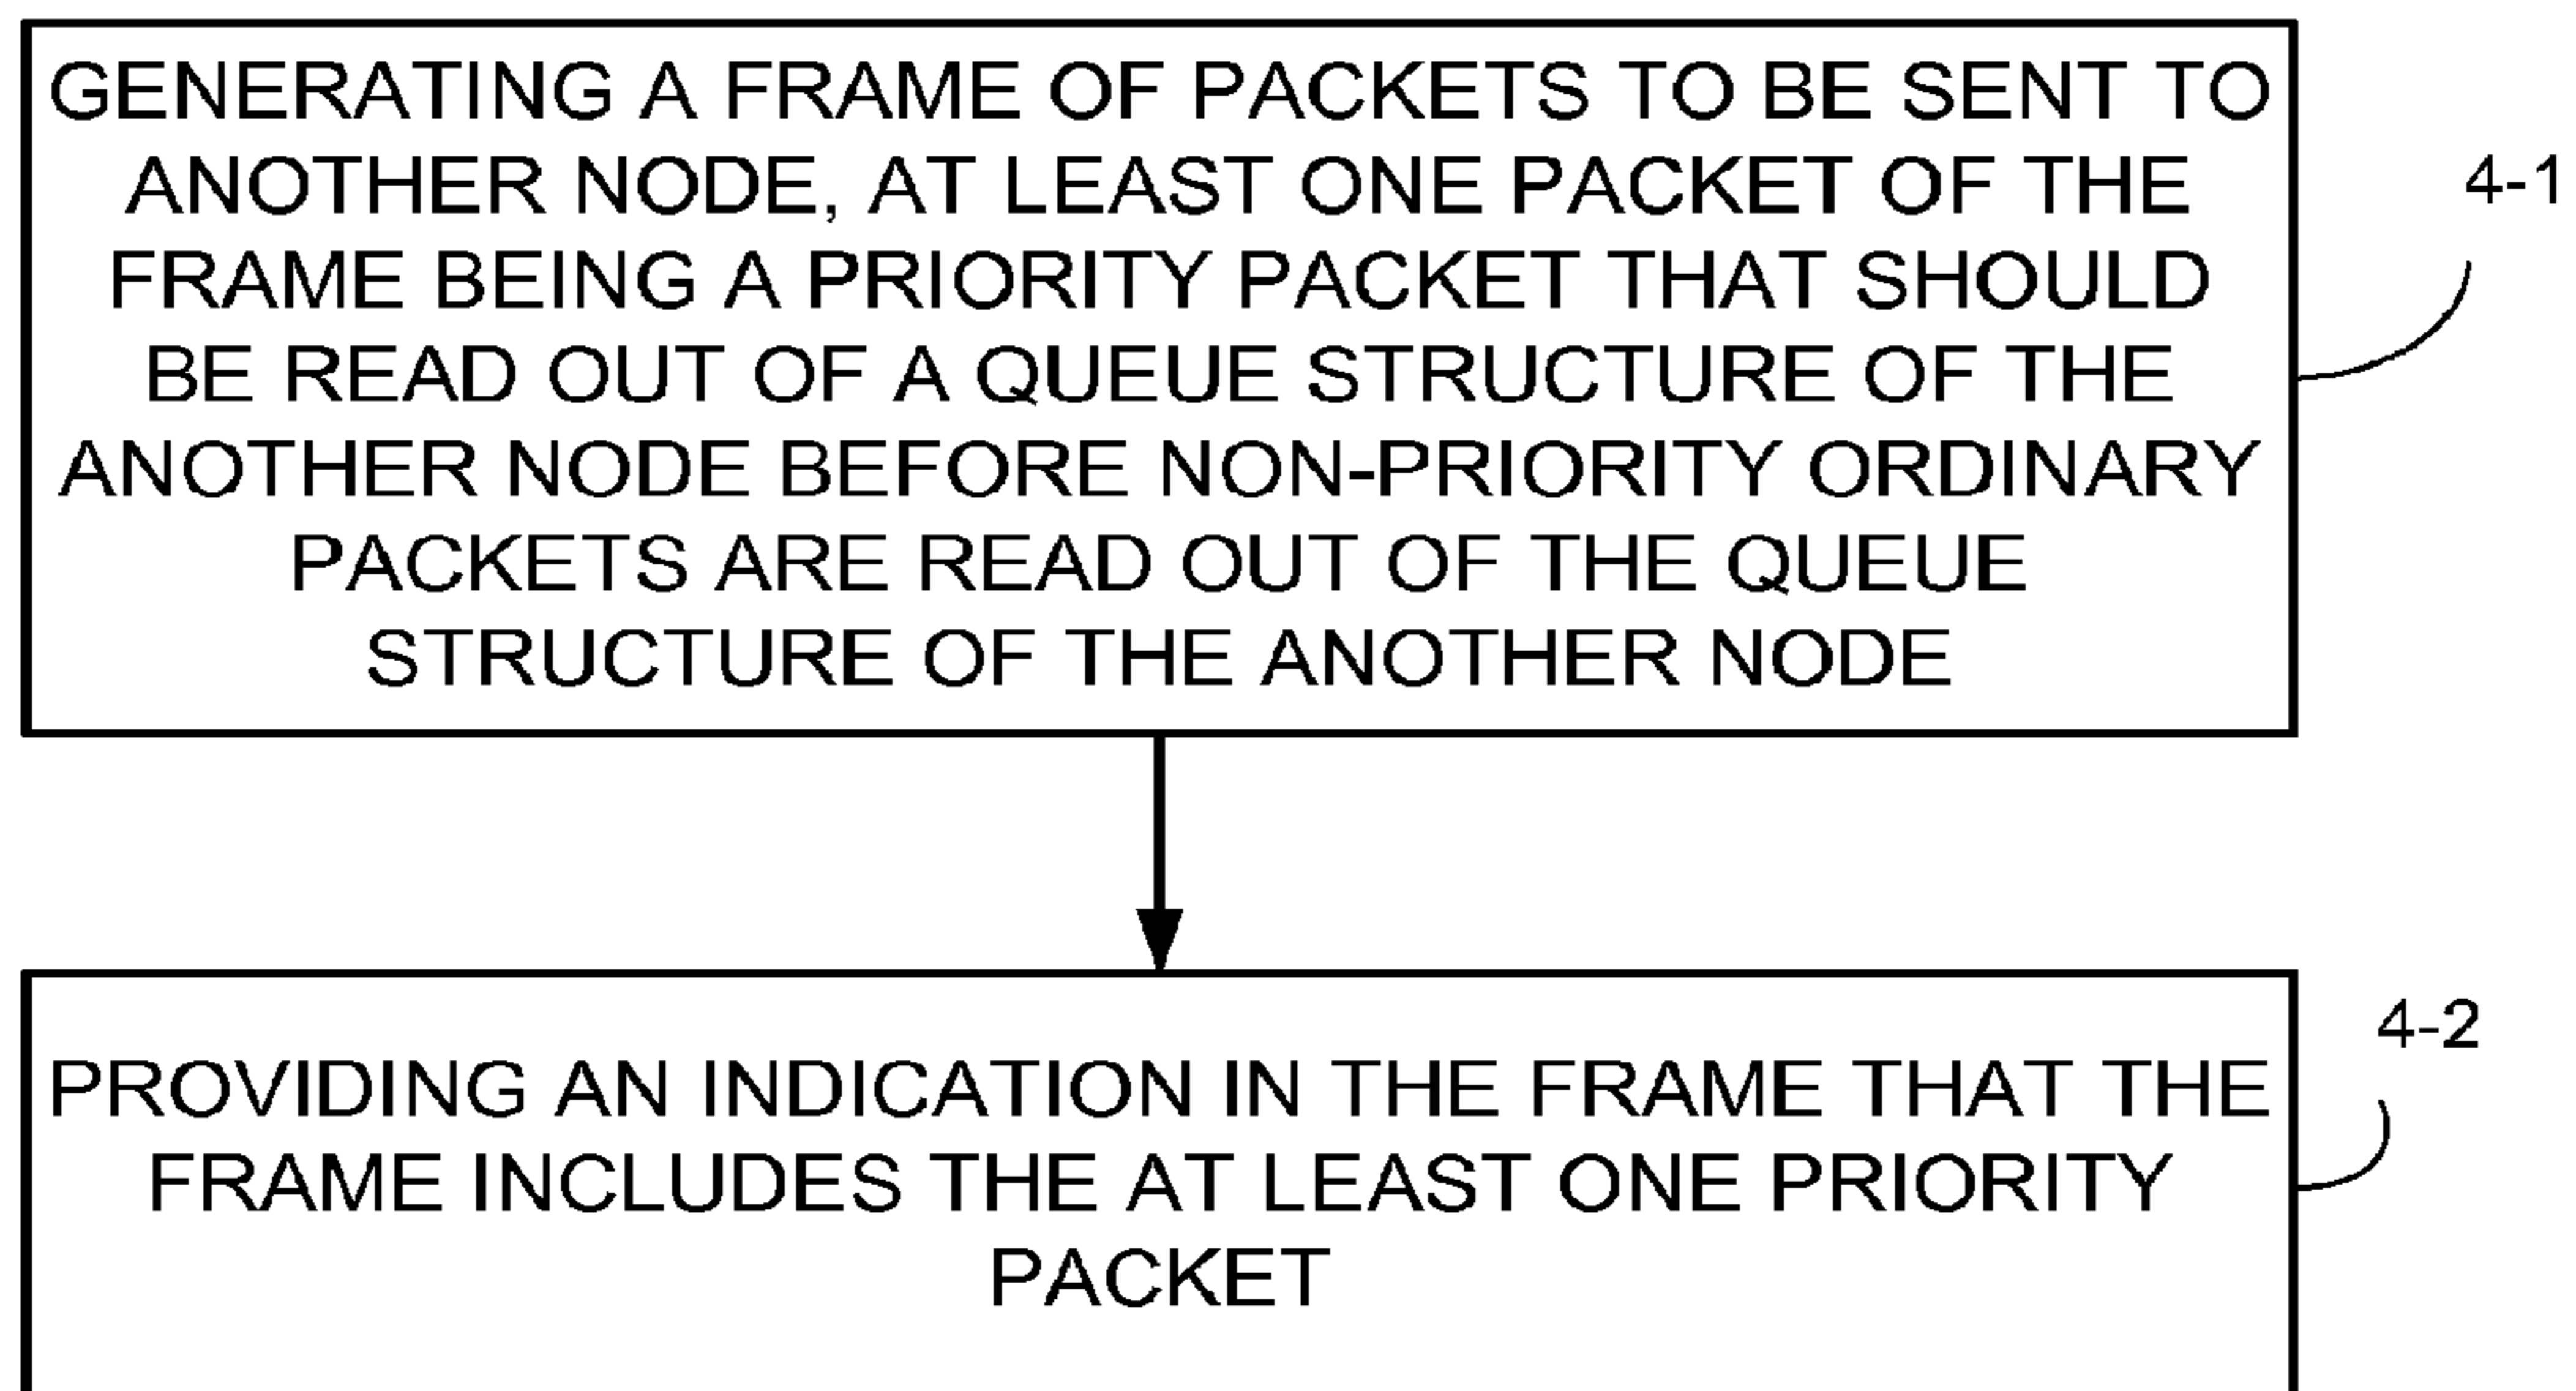 GENERATING A FRAME OF PACKETS TO BE SENT TO
ANOTHER NODE, AT LEAST ONE PACKET OF THE
FRAME BEING A PRIORITY PACKET THAT SHOULD
BE READ OUT OF A QUEUE STRUCTURE OF THE
ANOTHER NODE BEFORE NON-PRIORITY ORDINARY
PACKETS ARE READ OUT OF THE QUEUE
STRUCTURE OF THE ANOTHER NODE
4-1
PROVIDING AN INDICATION IN THE FRAME THAT THE
FRAME INCLUDES THE AT LEAST ONE PRIORITY
PACKET
4-2